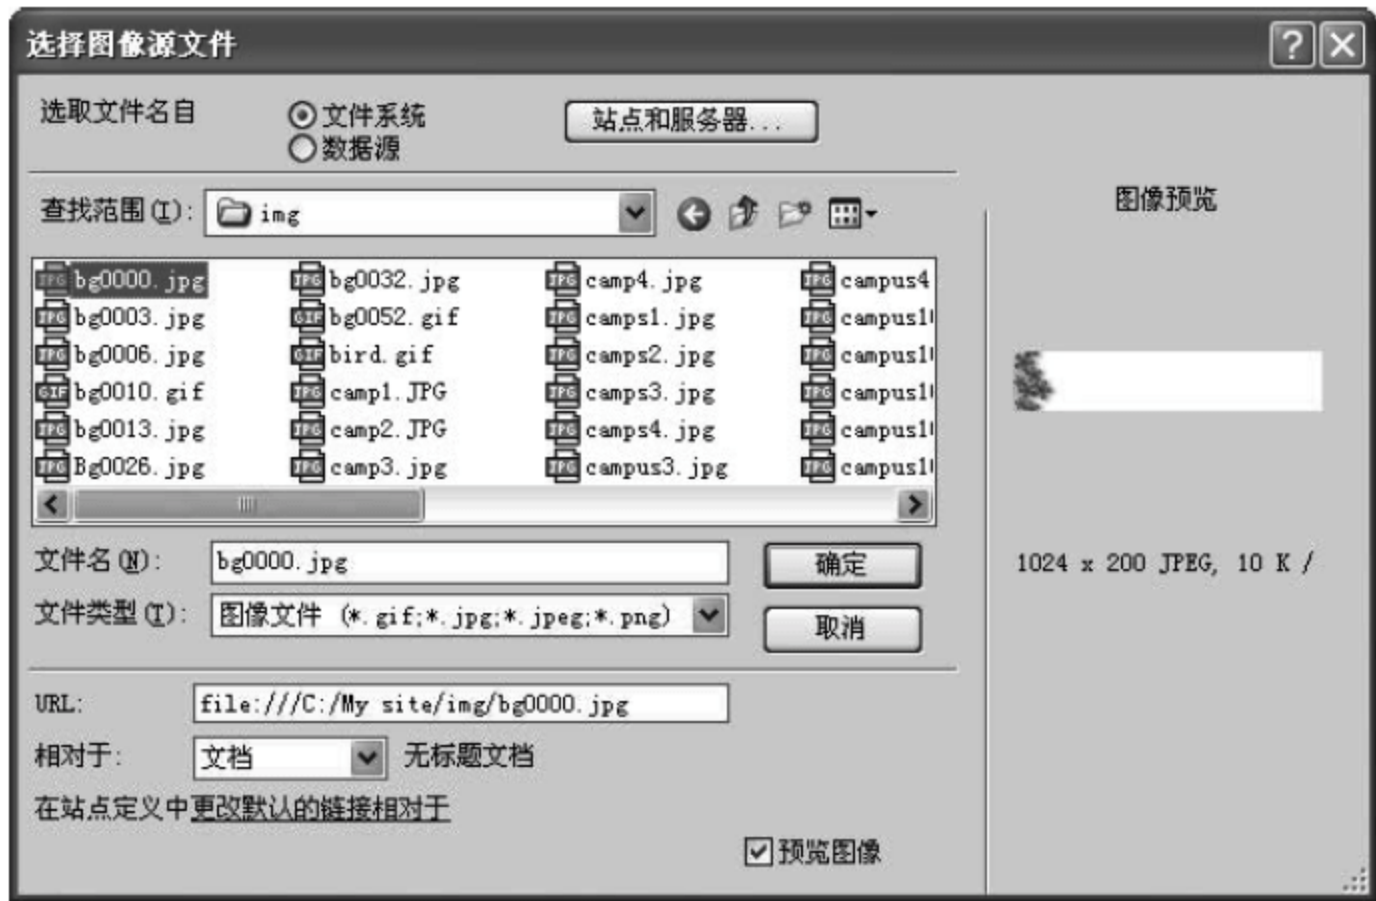 选择图像源文件
选取文件名自
文件系统
站点和服务器...
数据源
查找范围(I):
img
图像预览
bg0000.jpg bg0032.jpg camp4.jpg campus4
bg0003.jpg bg0052.gif camps1.jpg campus1
bg0006.jpg bird.gif camps2.jpg campus1
bg0010.gif camp1.JPG camps3.jpg campus1
bg0013.jpg camp2.JPG camps4.jpg campus1
Bg0026.jpg camp3.jpg campus3.jpg campus1
文件名(N):
bg0000.jpg
确定
1024 x 200 JPEG, 10 K /
文件类型(T):
图像文件 (*.gif;*.jpg;*.jpeg;*.png)
取消
URL:
file:///C:/My site/img/bg0000.jpg
相对于:
文档
无标题文档
在站点定义中更改默认的链接相对于
预览图像